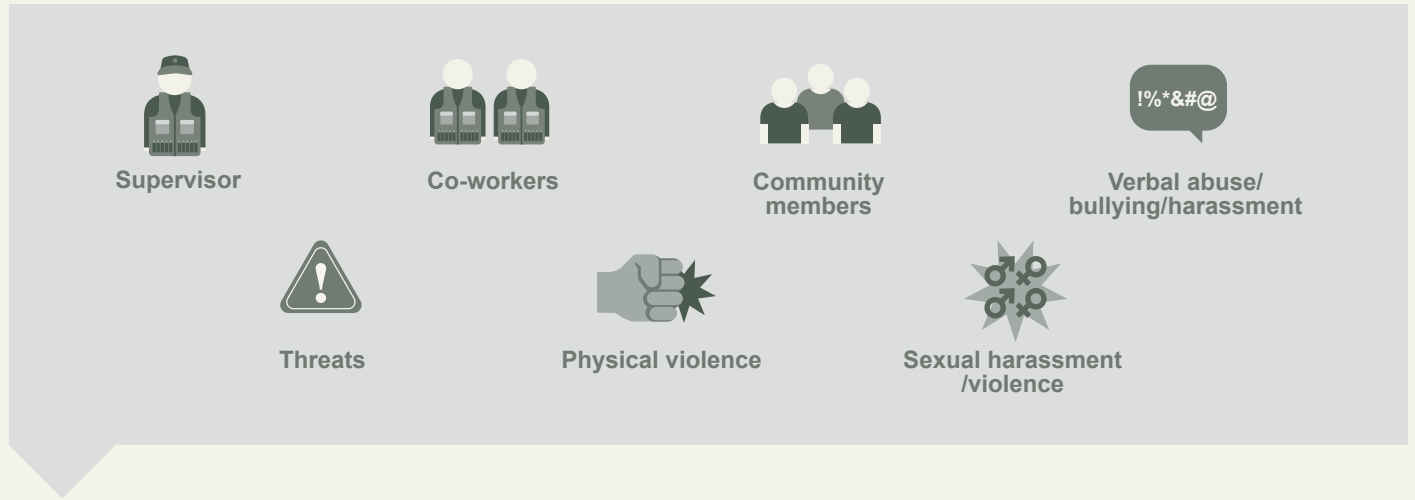 !%*&#@
Supervisor
Co-workers
Community
members
Verbal abuse/
bullying/harassment
!
Threats
Physical violence
Sexual harassment
/violence